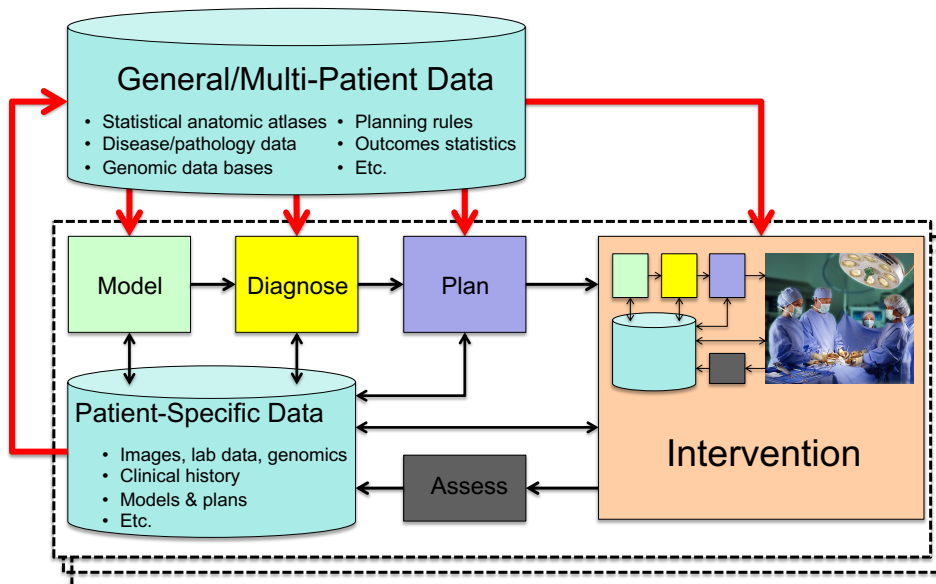 General/Multi-Patient Data
• Statistical anatomic atlases
• Disease/pathology data
• Genomic data bases
• Planning rules
• Outcomes statistics
• Etc.
Model
Diagnose
Plan
Patient-Specific Data
• Images, lab data, genomics
• Clinical history
• Models & plans
• Etc.
Assess
Intervention